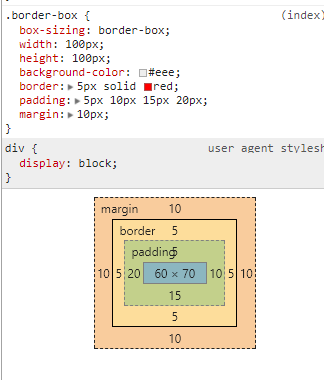 .border-box { (index)
box-sizing: border-box;
width: 100px;
height: 100px;
background-color: #eee;
border: 5px solid red;
padding: 5px 10px 15px 20px;
margin: 10px;
}
div { user agent stylesh
display: block;
}
margin 10
border 5
padding 5
10 5 20 60 × 70 10 5 10
15
5
10